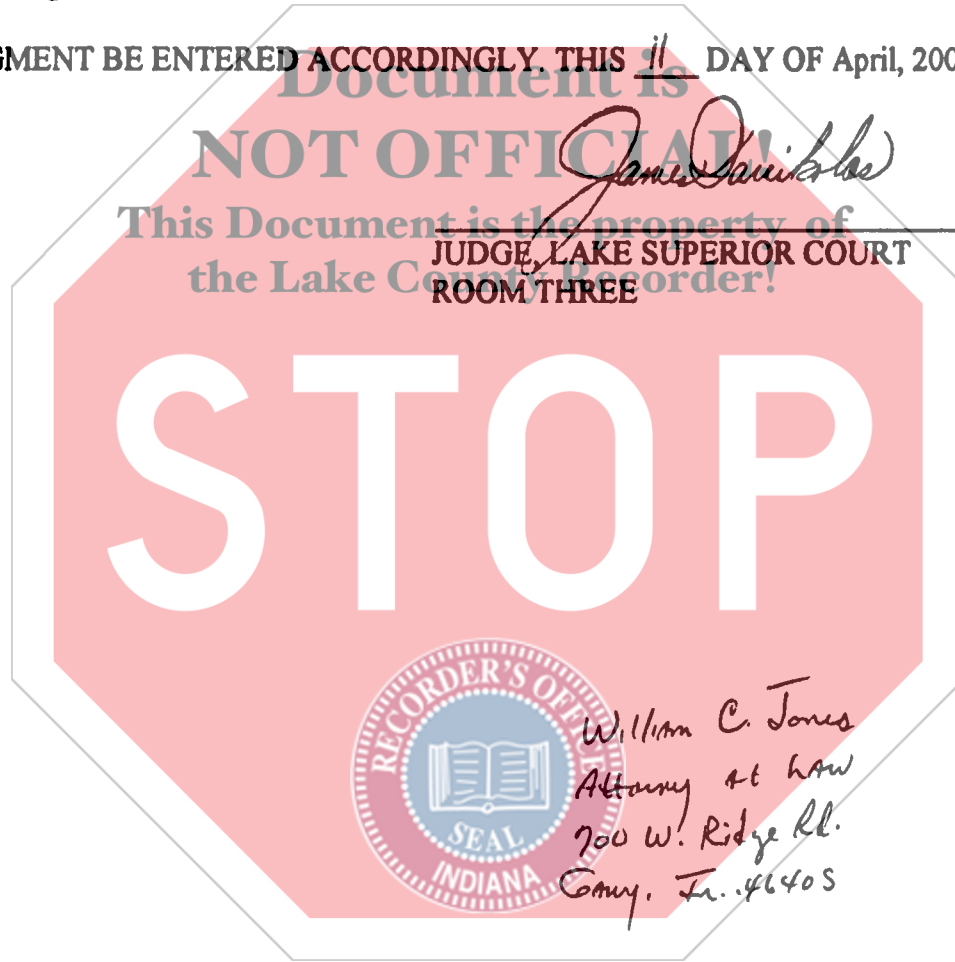 GMENT BE ENTERED ACCORDINGLY. THIS 11 DAY OF April, 200
Document is
NOT OFFICIAL!
This Document is the property of
the Lake County Recorder!
JUDGE, LAKE SUPERIOR COURT
ROOM THREE
STOP
RECORDER'S OFFICE
SEAL
INDIANA
William C. Jones
Attorney At LAW
700 W. Ridge Rd.
Gary, In. 46408